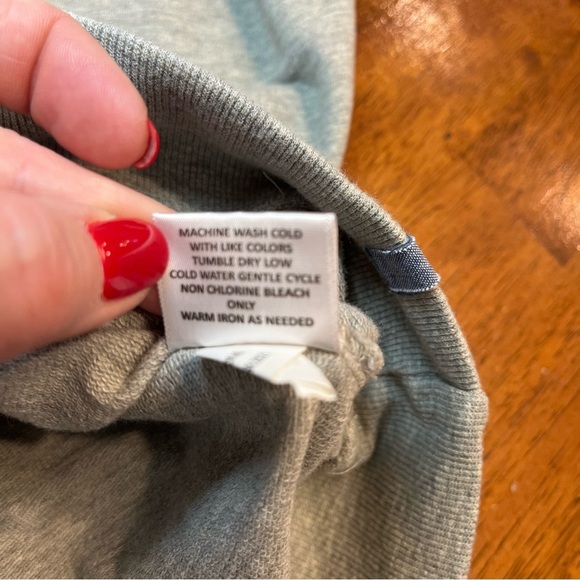 MACHINE WASH COLD
WITH LIKE COLORS
TUMBLE DRY LOW
COLD WATER GENTLE CYCLE
NON CHLORINE BLEACH
ONLY
WARM IRON AS NEEDED